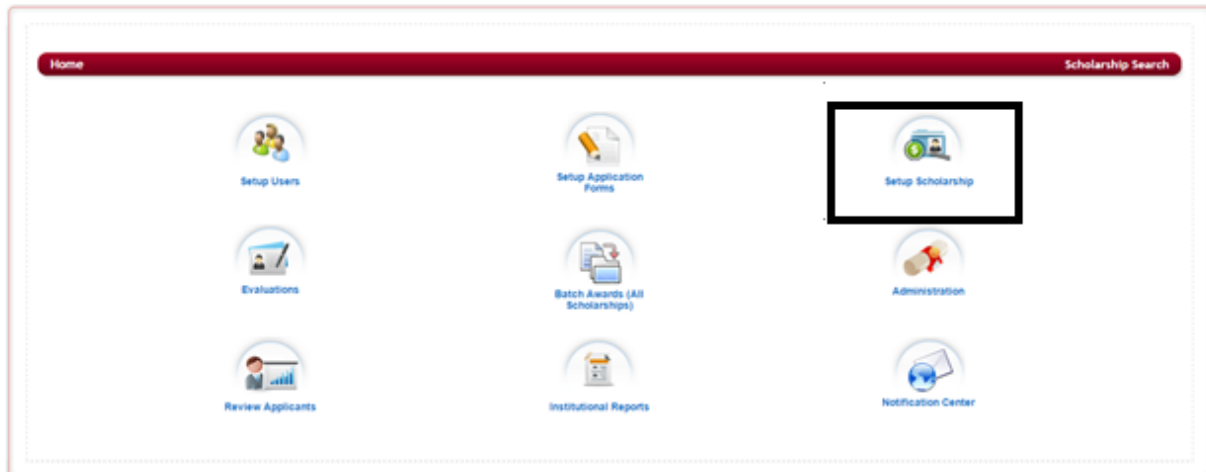 Home
Scholarship Search
Setup Users
Setup Application
Forms
Setup Scholarship
Evaluations
Batch Awards (All
Scholarships)
Administration
Review Applicants
Institutional Reports
Notification Center